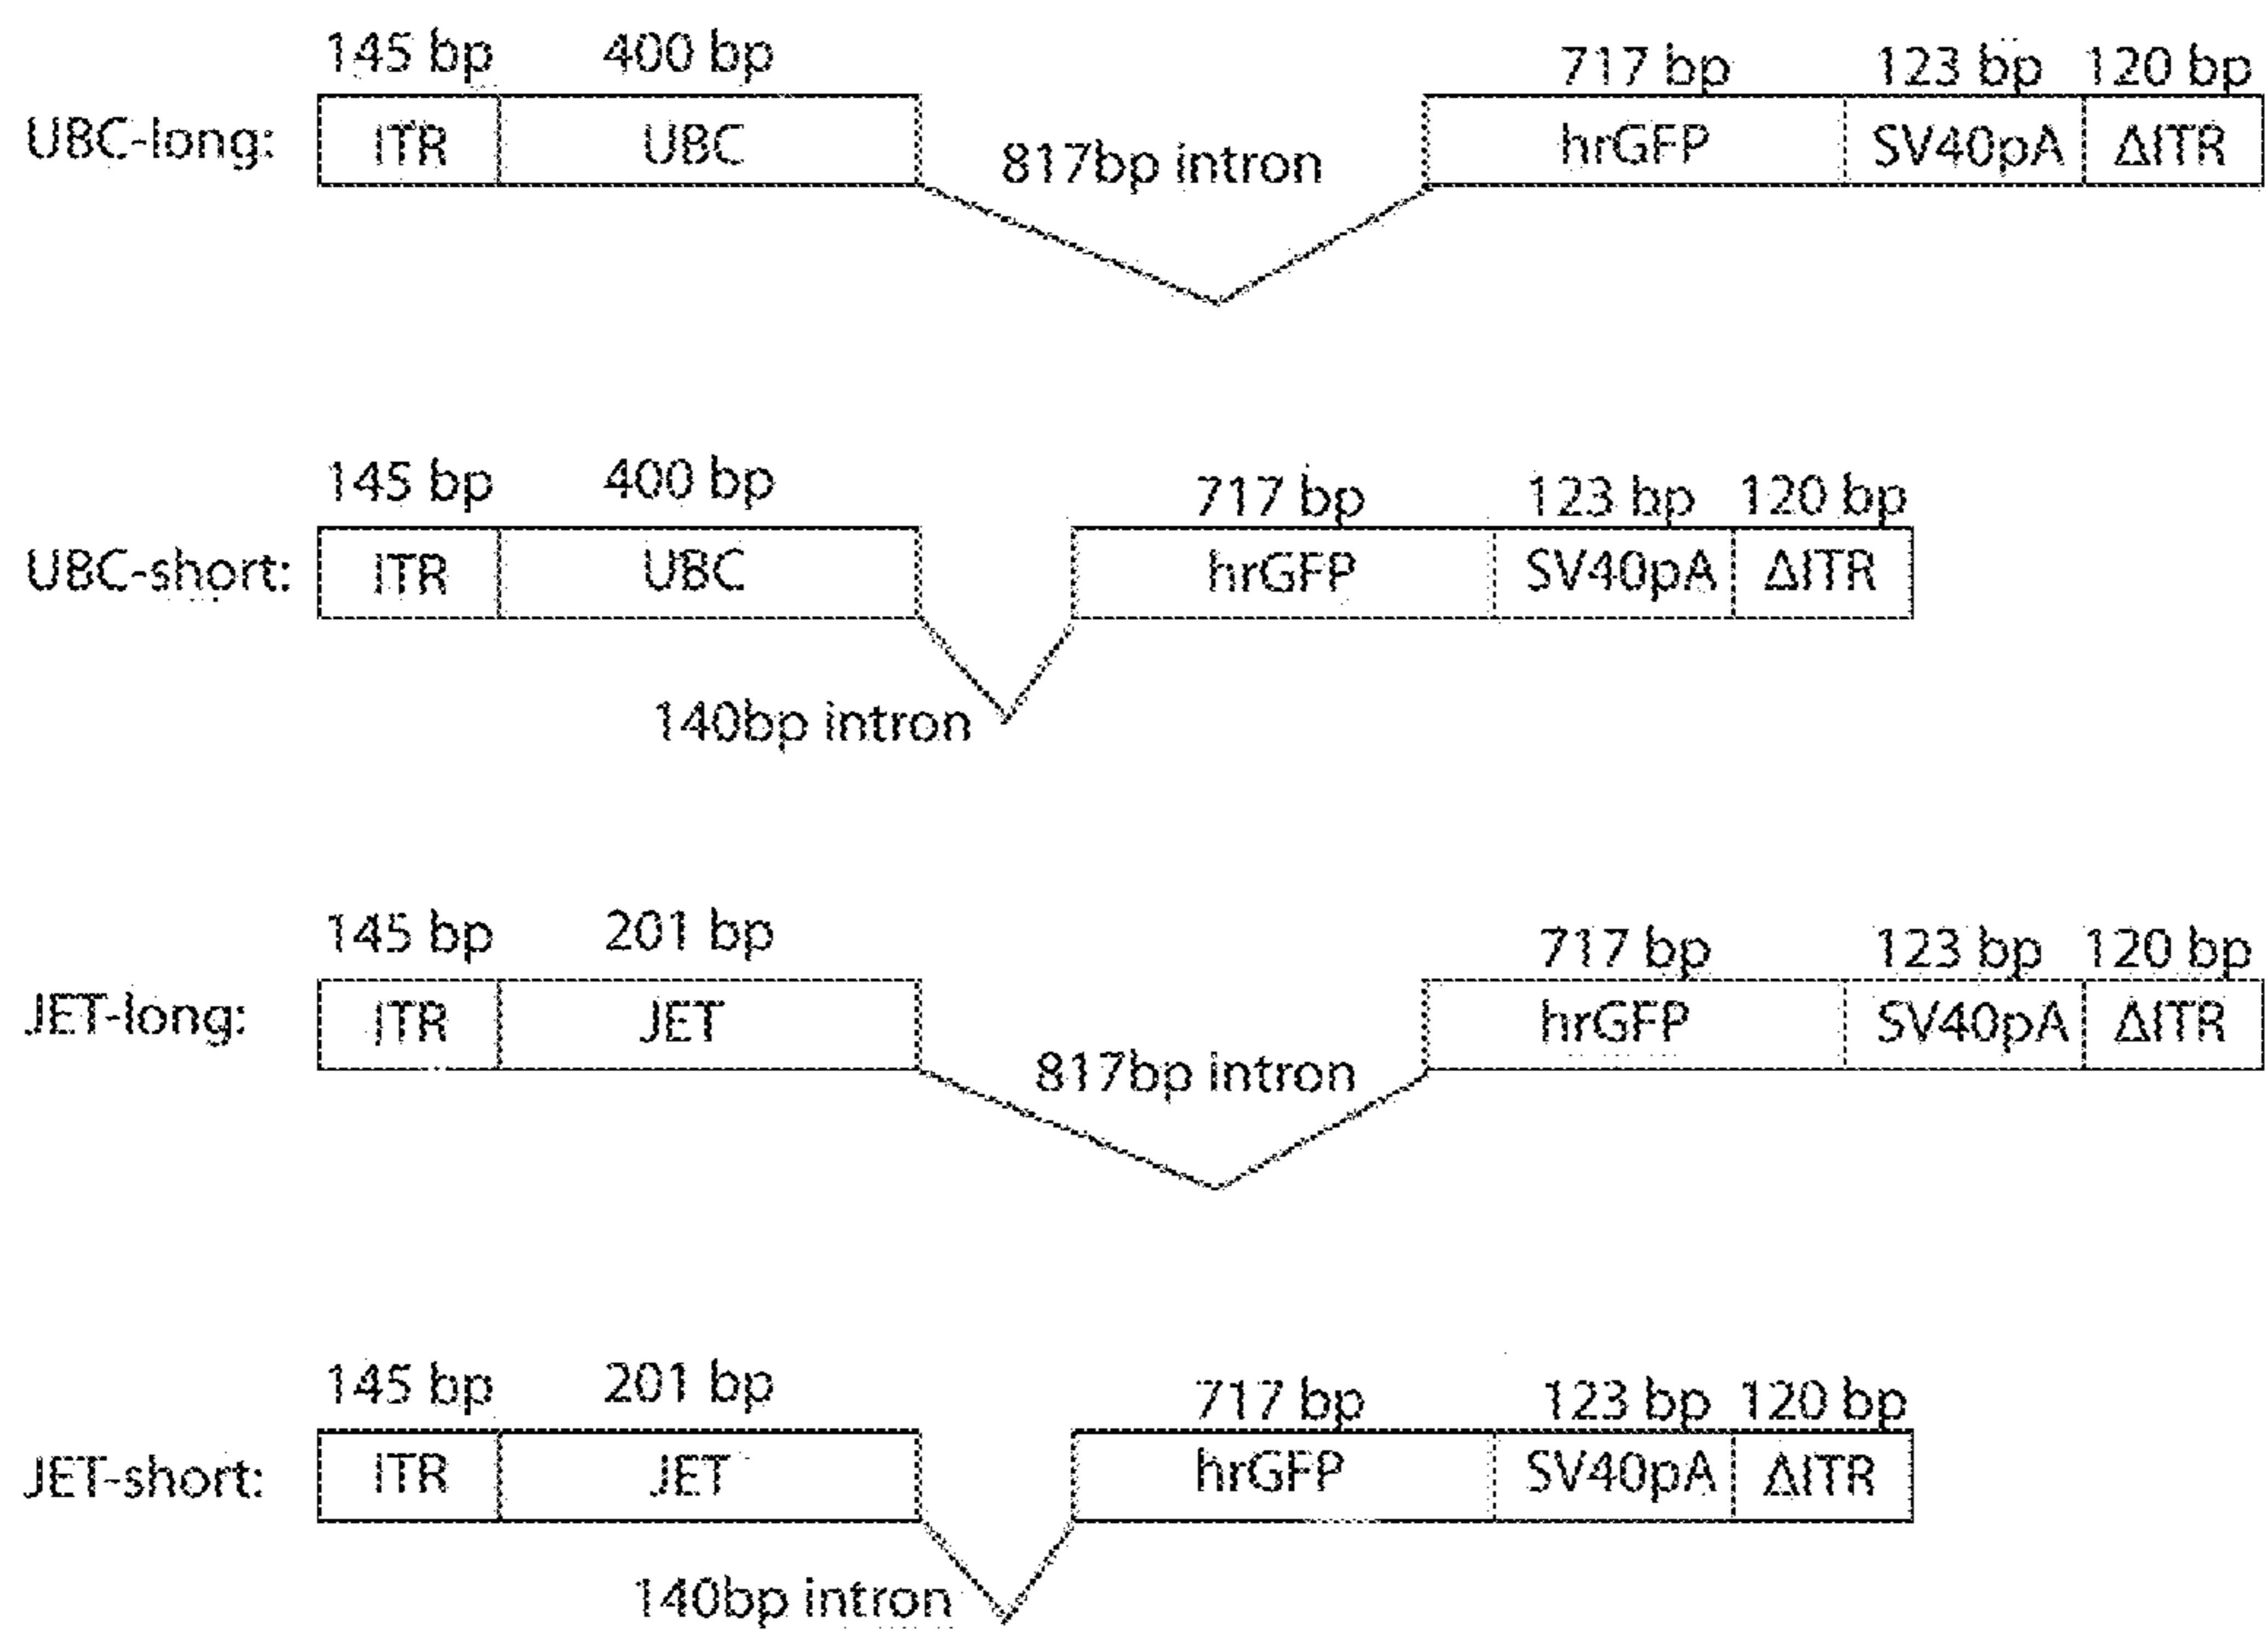 145 bp 400 bp 717 bp 123 bp 120 bp
UBC-long: ITR UBC 817bp intron hrGFP SV40pA ΔITR
145 bp 400 bp 717 bp 123 bp 120 bp
UBC-short: ITR UBC hrGFP SV40pA ΔITR
140bp intron
145 bp 201 bp 717 bp 123 bp 120 bp
JET-long: ITR JET 817bp intron hrGFP SV40pA ΔITR
145 bp 201 bp 717 bp 123 bp 120 bp
JET-short: ITR JET hrGFP SV40pA ΔITR
140bp intron